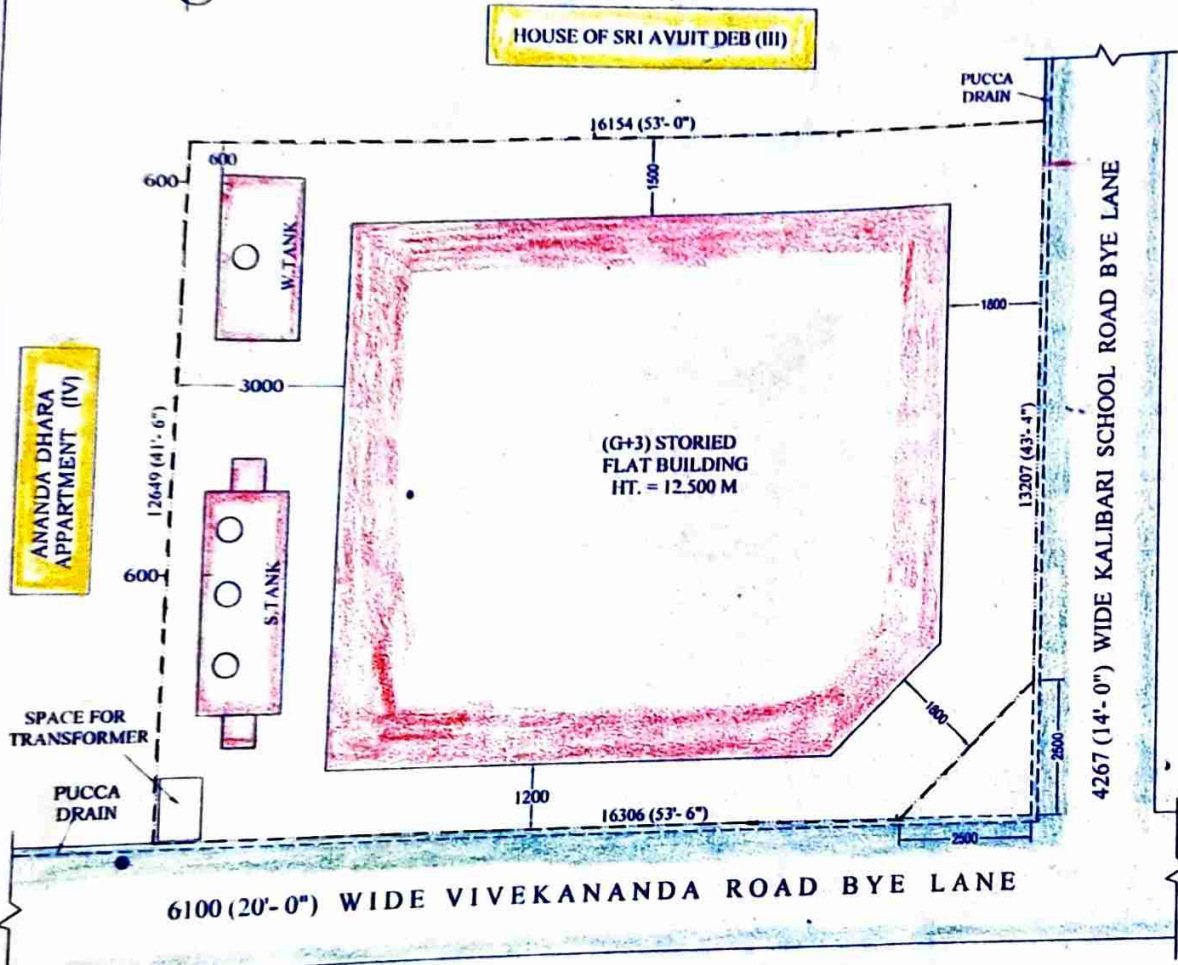 HOUSE OF SRI AVIJIT DEB (III)
PUCCA
DRAIN
16154 (53'- 0")
600
600
1500
W.TANK
4267 (14'- 0") WIDE KALIBARI SCHOOL ROAD BYE LANE
1800
3000
ANANDA DHARA
APPARTMENT (IV)
12649 (41'- 6")
(G+3) STORIED
FLAT BUILDING
HT. = 12.500 M
13207 (43'- 4")
600
S.TANK
SPACE FOR
TRANSFORMER
1800
2500
PUCCA
DRAIN
1200
16306 (53'- 6")
2500
6100 (20'- 0") WIDE VIVEKANANDA ROAD BYE LANE